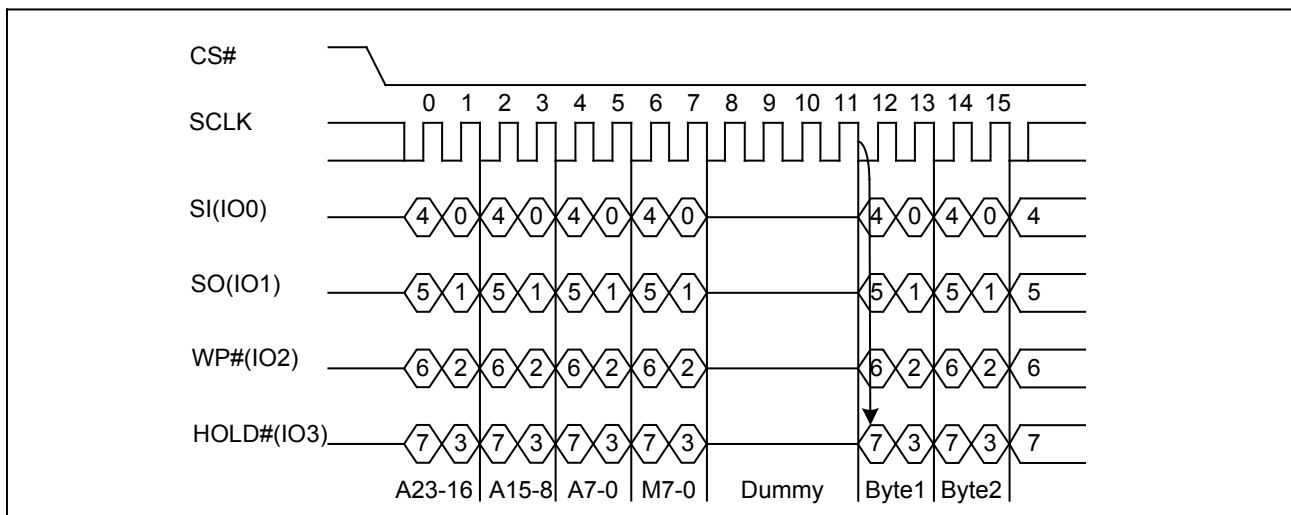 CS#
0 1 2 3 4 5 6 7 8 9 10 11 12 13 14 15
SCLK
SI(IO0) 4 0 4 0 4 0 4 0 4 0 4 0 4
SO(IO1) 5 1 5 1 5 1 5 1 5 1 5 1 5
WP#(IO2) 6 2 6 2 6 2 6 2 6 2 6 2 6
HOLD#(IO3) 7 3 7 3 7 3 7 3 7 3 7 3 7
A23-16 A15-8 A7-0 M7-0 Dummy Byte1 Byte2